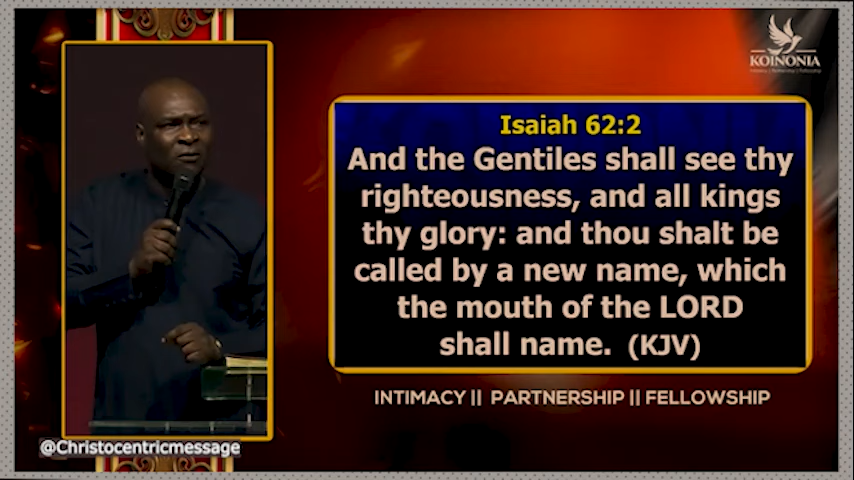 KOINONIA
Isaiah 62:2
And the Gentiles shall see thy
righteousness, and all kings
thy glory: and thou shalt be
called by a new name, which
the mouth of the LORD
shall name. (KJV)
INTIMACY || PARTNERSHIP || FELLOWSHIP
@Christocentricmessage